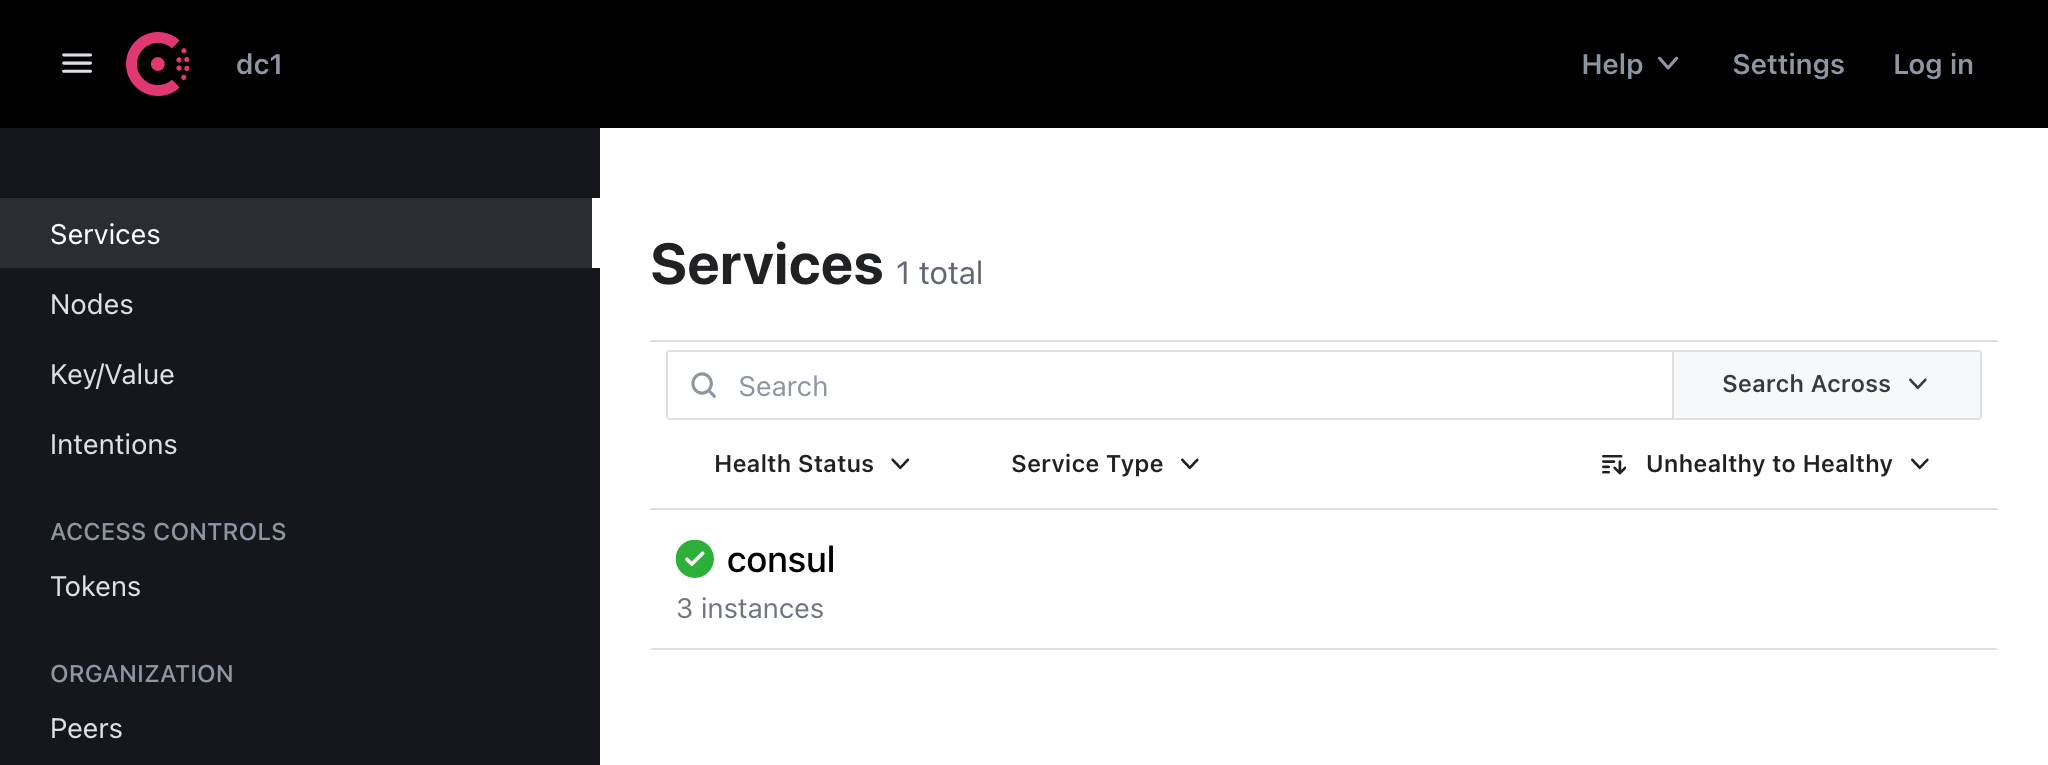 dc1
Help
Settings
Log in
Services
Nodes
Key/Value
Intentions
ACCESS CONTROLS
Tokens
ORGANIZATION
Peers
Services 1 total
Search
Search Across
Health Status
Service Type
Unhealthy to Healthy
consul
3 instances